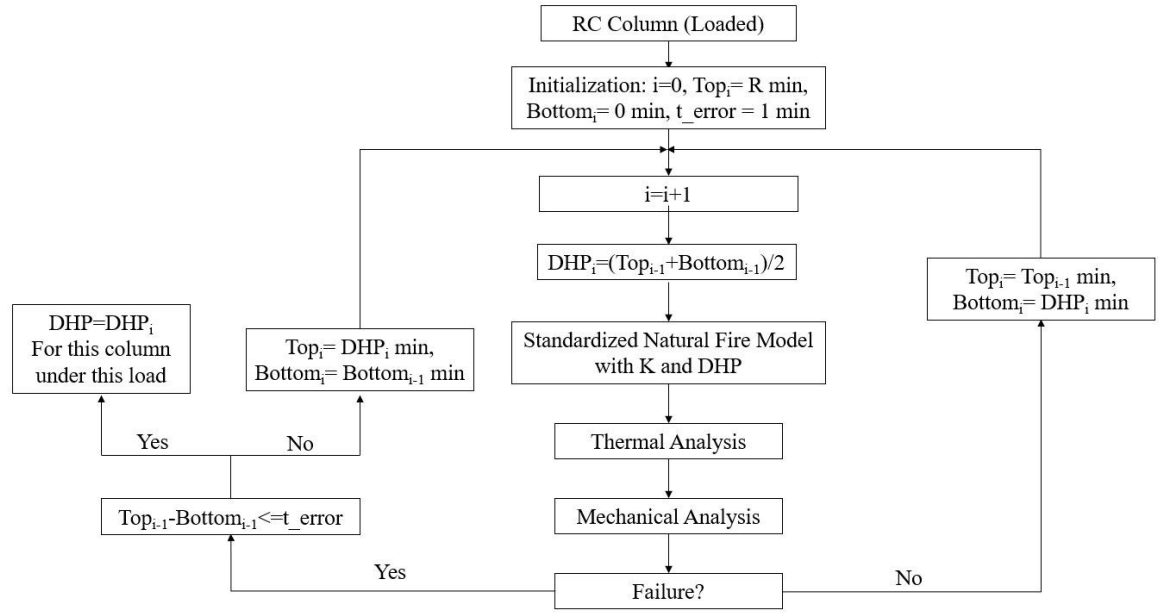 RC Column (Loaded)
Initialization: i=0, Topᵢ= R min,
Bottomᵢ= 0 min, t_error = 1 min
i=i+1
DHPᵢ=(Topᵢ₋₁+Bottomᵢ₋₁)/2
Standardized Natural Fire Model
with K and DHP
Thermal Analysis
Mechanical Analysis
Failure?
Yes
No
Topᵢ₋₁-Bottomᵢ₋₁<=t_error
Yes
No
DHP=DHPᵢ
For this column
under this load
Topᵢ= DHPᵢ min,
Bottomᵢ= Bottomᵢ₋₁ min
Topᵢ= Topᵢ₋₁ min,
Bottomᵢ= DHPᵢ min